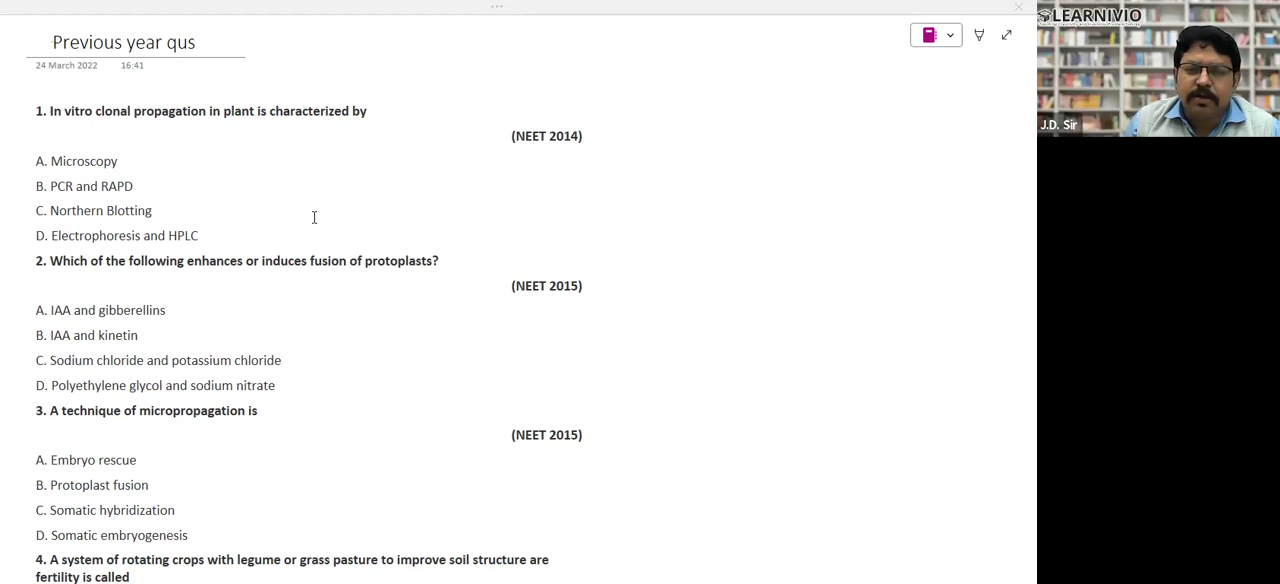 LEARNIVIO
Previous year qus
24 March 2022 16:41
J.D. Sir
1. In vitro clonal propagation in plant is characterized by
(NEET 2014)
A. Microscopy
B. PCR and RAPD
C. Northern Blotting
D. Electrophoresis and HPLC
2. Which of the following enhances or induces fusion of protoplasts?
(NEET 2015)
A. IAA and gibberellins
B. IAA and kinetin
C. Sodium chloride and potassium chloride
D. Polyethylene glycol and sodium nitrate
3. A technique of micropropagation is
(NEET 2015)
A. Embryo rescue
B. Protoplast fusion
C. Somatic hybridization
D. Somatic embryogenesis
4. A system of rotating crops with legume or grass pasture to improve soil structure are
fertility is called